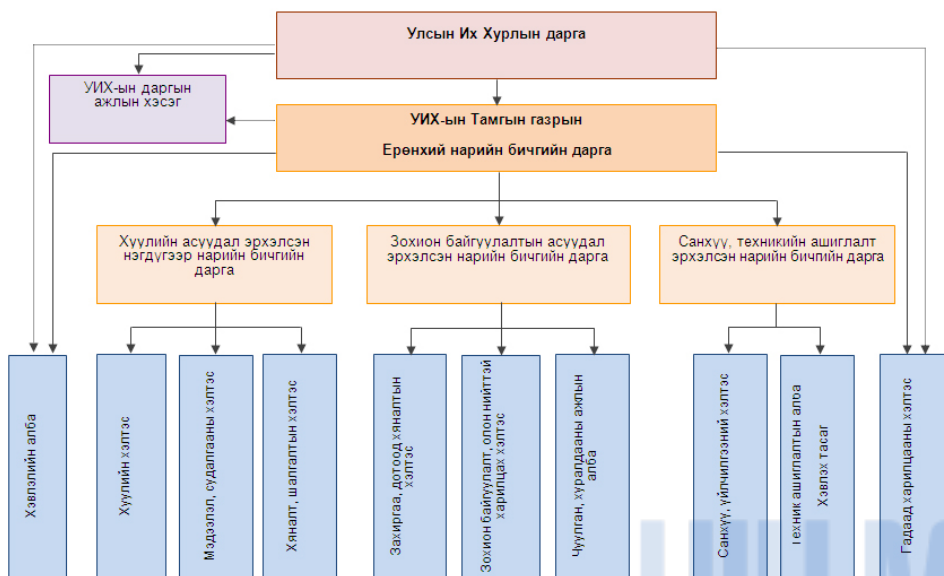 Улсын Их Хурлын дарга
УИХ-ын даргын
ажлын хэсэг
УИХ-ын Тамгын газрын
Ерөнхий нарийн бичгийн дарга
Хуулийн асуудал эрхэлсэн
нэгдүгээр нарийн бичгийн
дарга
Зохион байгуулалтын асуудал
эрхэлсэн нарийн бичгийн дарга
Санхүү, техникийн ашиглалт
эрхэлсэн нарийн бичгийн дарга
Хэвлэлийн алба
Хуулийн хэлтэс
Мэдээлэл, судалгааны хэлтэс
Хяналт, шалгалтын хэлтэс
Захиргаа, дотоод хяналтын
хэлтэс
Зохион байгуулалт, олон нийттэй
харилцах хэлтэс
Чуулган, хуралдааны ажлын
алба
Санхүү, үйлчилгээний хэлтэс
Техник ашиглалтын алба
Хэвлэх тасаг
Гадаад харилцааны хэлтэс